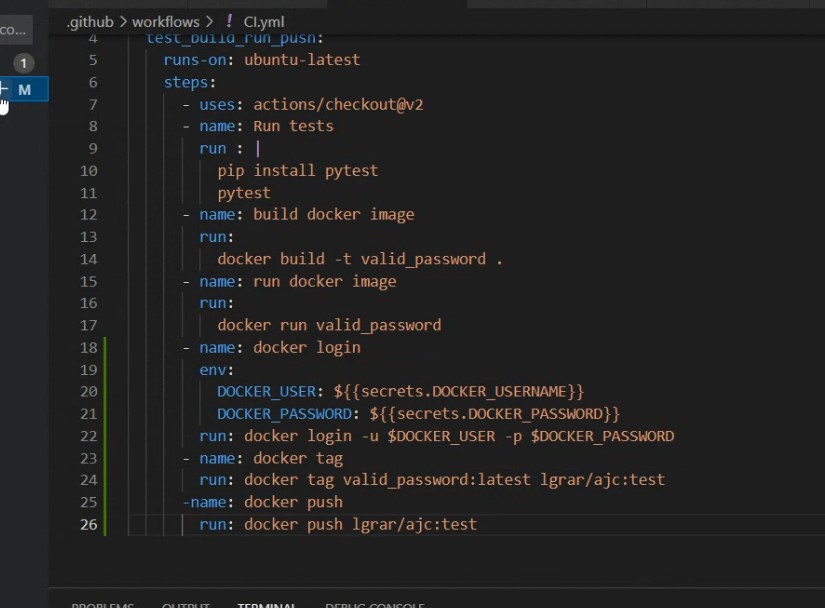 co...
.github > workflows > ! CI.yml
1
M
4 test_build_run_push:
5 runs-on: ubuntu-latest
6 steps:
7 - uses: actions/checkout@v2
8 - name: Run tests
9 run : |
10 pip install pytest
11 pytest
12 - name: build docker image
13 run:
14 docker build -t valid_password .
15 - name: run docker image
16 run:
17 docker run valid_password
18 - name: docker login
19 env:
20 DOCKER_USER: ${{secrets.DOCKER_USERNAME}}
21 DOCKER_PASSWORD: ${{secrets.DOCKER_PASSWORD}}
22 run: docker login -u $DOCKER_USER -p $DOCKER_PASSWORD
23 - name: docker tag
24 run: docker tag valid_password:latest lgrar/ajc:test
25 -name: docker push
26 run: docker push lgrar/ajc:test
PROBLEMS OUTPUT TERMINAL DEBUG CONSOLE